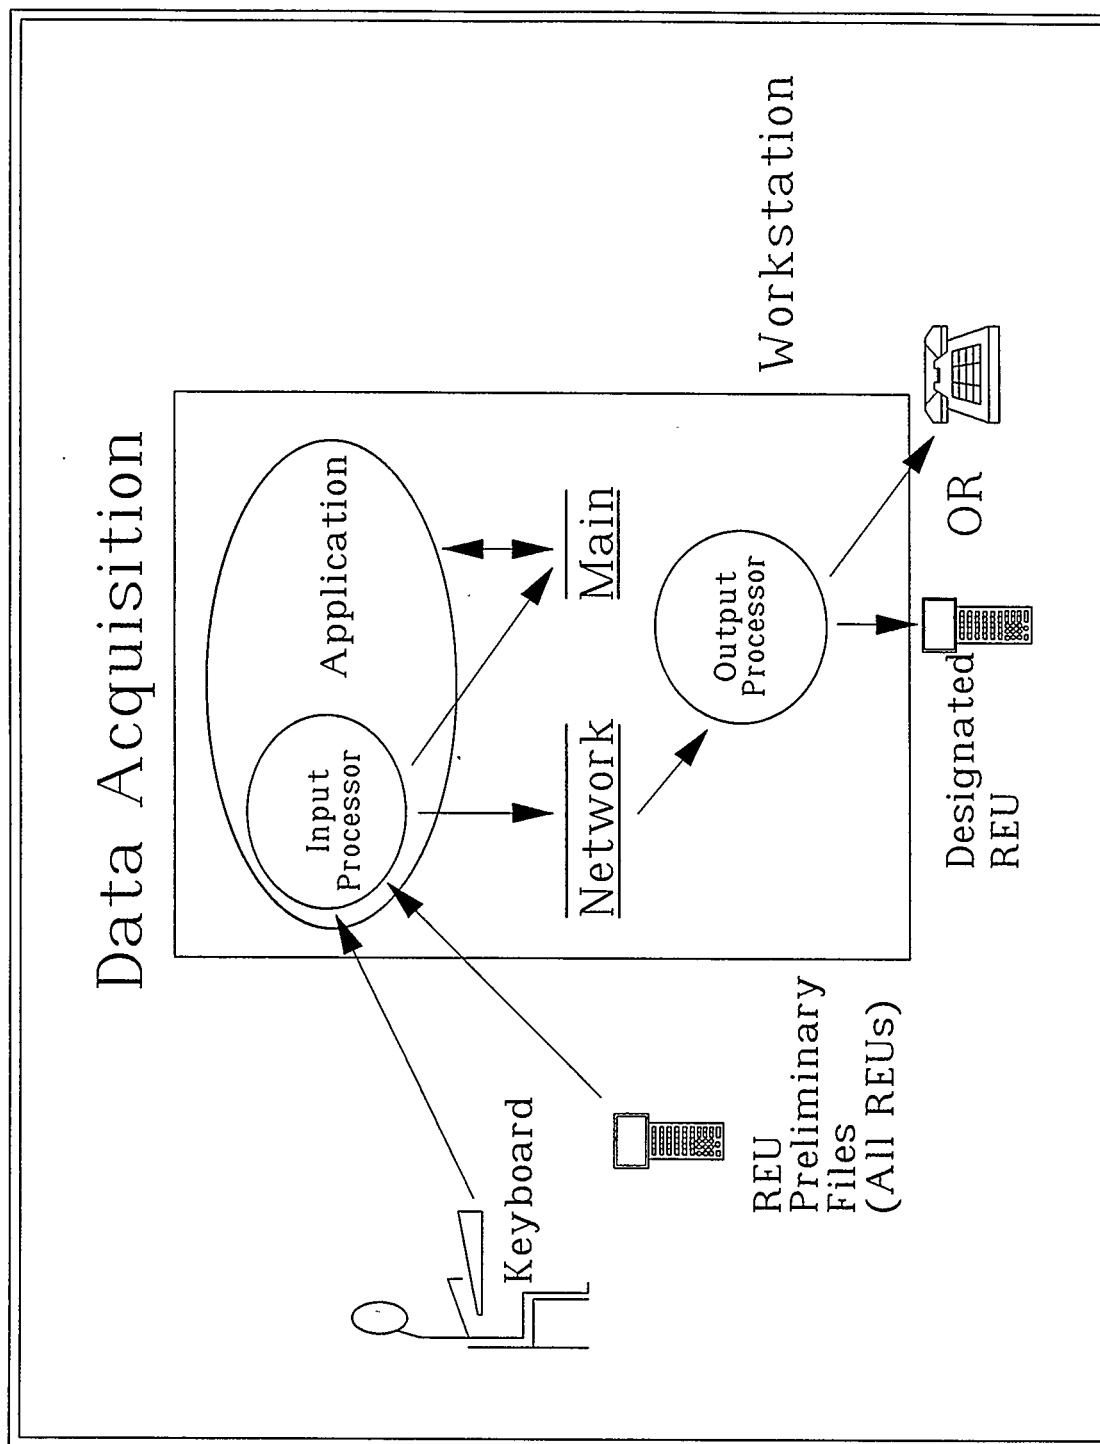 Data Acquisition
Input
Processor
Application
Keyboard
Network
Main
REU
Preliminary
Files
(All REUs)
Output
Processor
Workstation
Designated
REU
OR